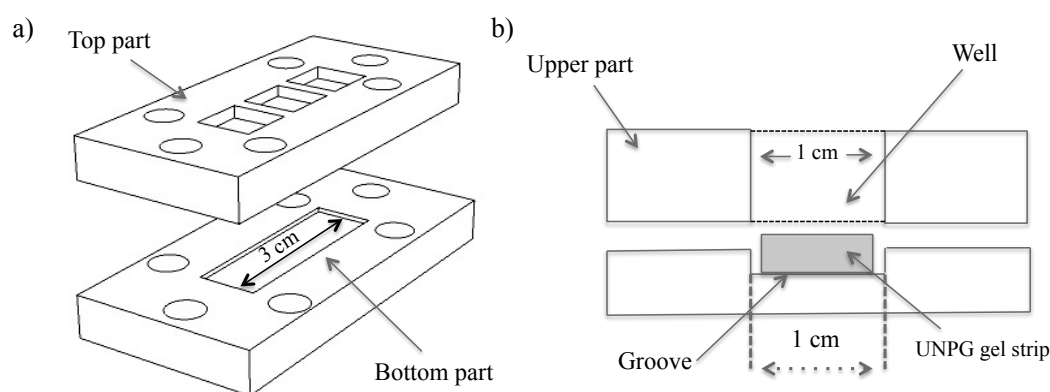 a)
Top part
3 cm
Bottom part
b)
Upper part
Well
1 cm
1 cm
Groove
UNPG gel strip